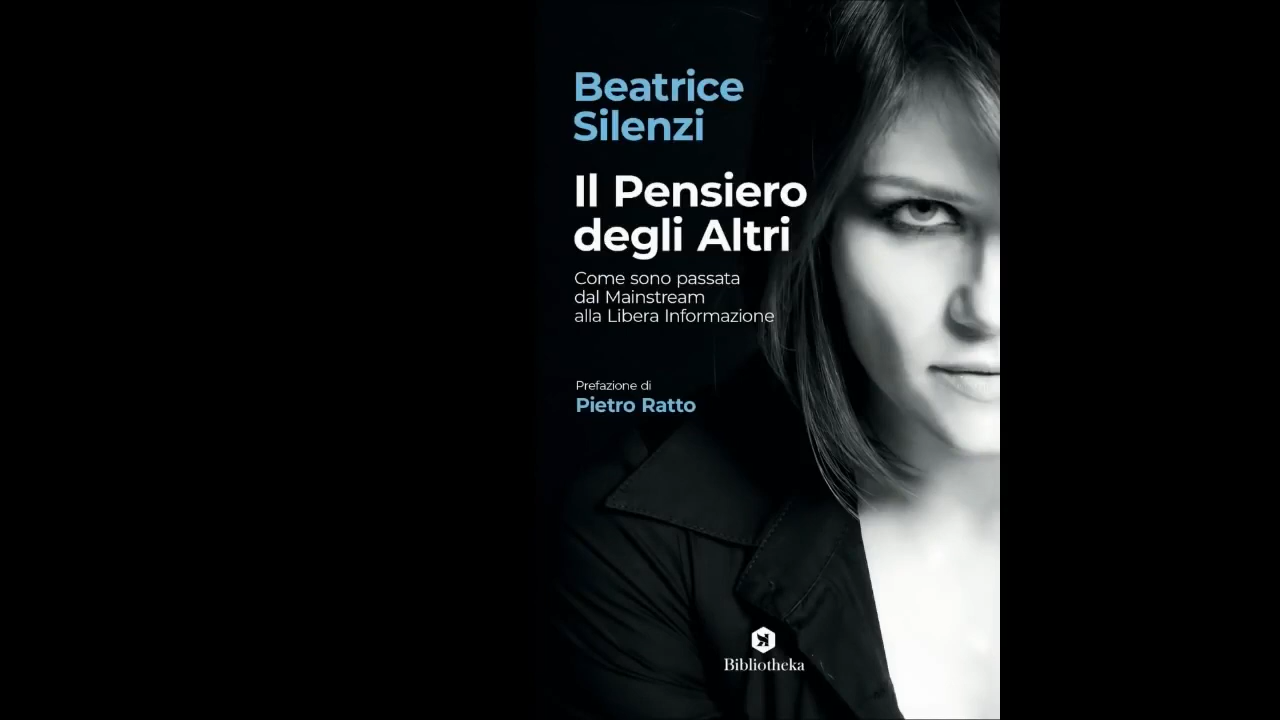 Beatrice
Silenzi
Il Pensiero
degli Altri
Come sono passata
dal Mainstream
alla Libera Informazione
Prefazione di
Pietro Ratto
Bibliotheka